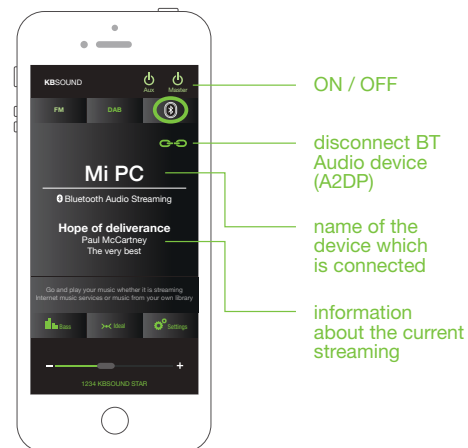 KBSOUND
Aux Master
FM DAB
Mi PC
Bluetooth Audio Streaming
Hope of deliverance
Paul McCartney
The very best
Go and play your music whether it is streaming
Internet music services or music from your own library
Bass Ideal Settings
- +
1234 KBSOUND STAR
ON / OFF
disconnect BT
Audio device
(A2DP)
name of the
device which
is connected
information
about the current
streaming